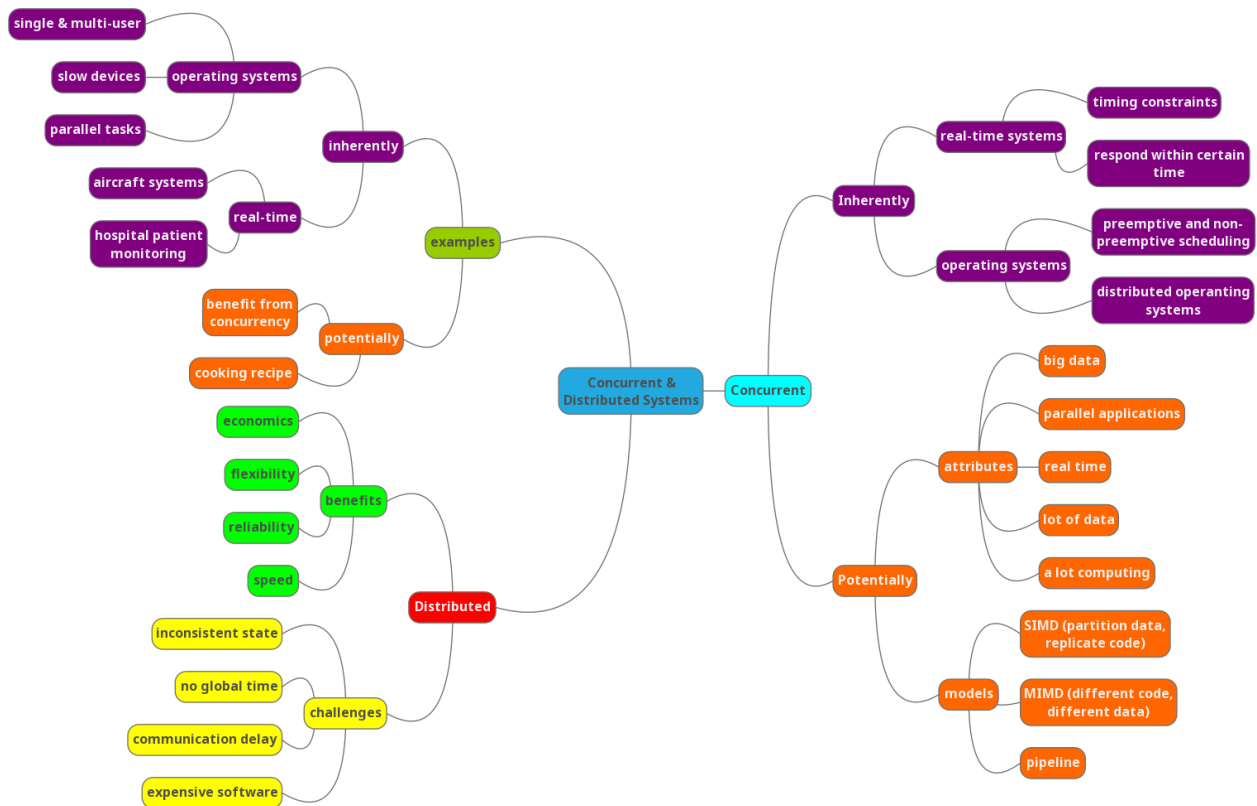 single & multi-user
slow devices
operating systems
parallel tasks
inherently
aircraft systems
real-time
hospital patient
monitoring
examples
benefit from
concurrency
potentially
cooking recipe
economics
flexibility
benefits
reliability
speed
Distributed
inconsistent state
no global time
challenges
communication delay
expensive software
Concurrent &
Distributed Systems
Concurrent
Inherently
real-time systems
timing constraints
respond within certain
time
operating systems
preemptive and non-
preemptive scheduling
distributed operanting
systems
Potentially
attributes
big data
parallel applications
real time
lot of data
a lot computing
models
SIMD (partition data,
replicate code)
MIMD (different code,
different data)
pipeline